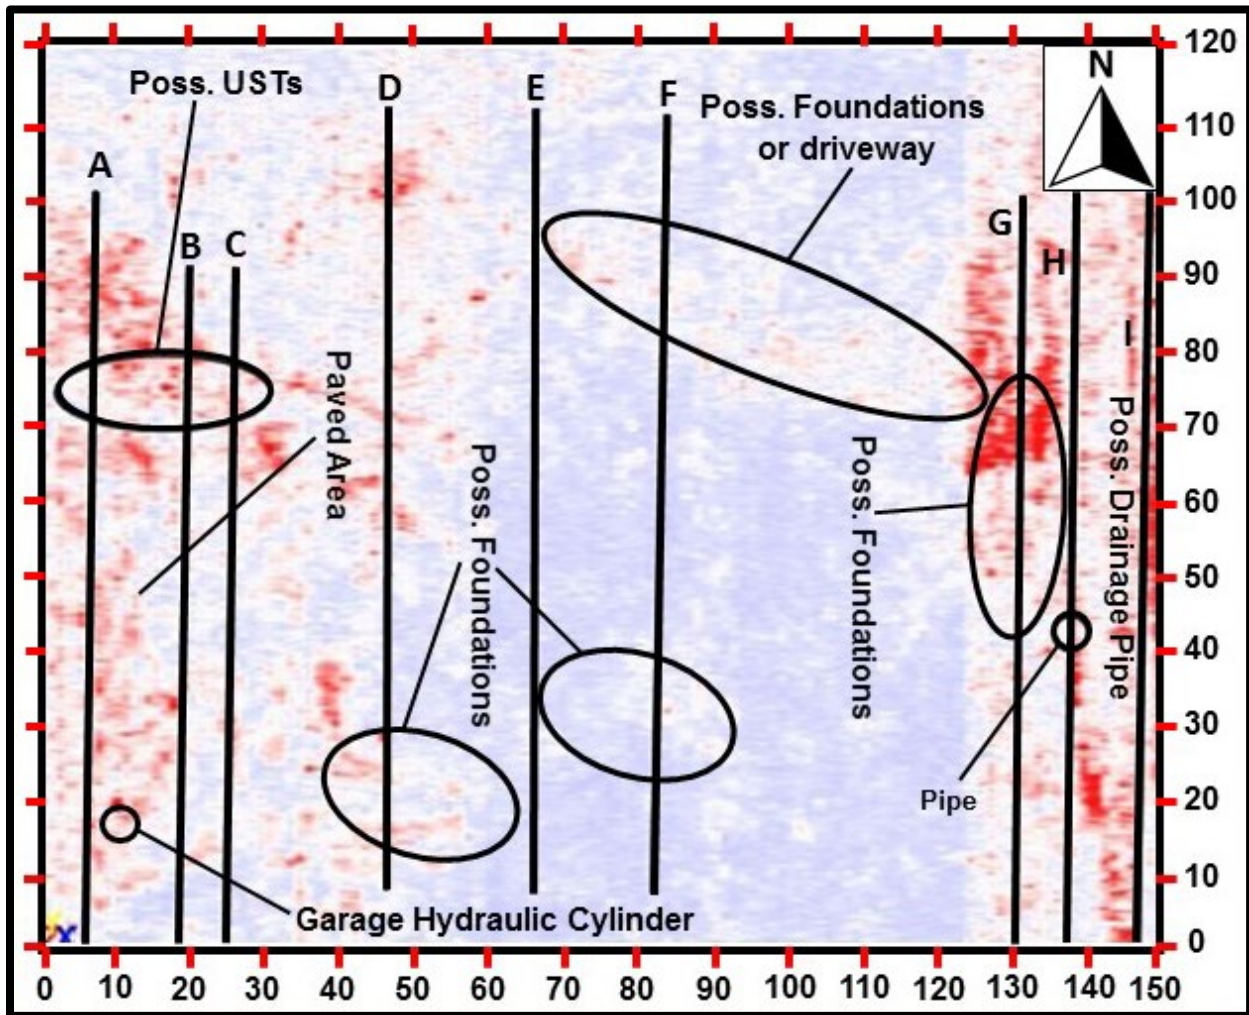 120
N
Poss. USTs
D
E
F
Poss. Foundations
or driveway
110
A
100
B
C
G
H
90
I
80
Paved Area
70
Poss. Foundations
Poss. Foundations
Poss. Drainage Pipe
60
50
40
30
20
Pipe
10
Garage Hydraulic Cylinder
0
0 10 20 30 40 50 60 70 80 90 100 110 120 130 140 150